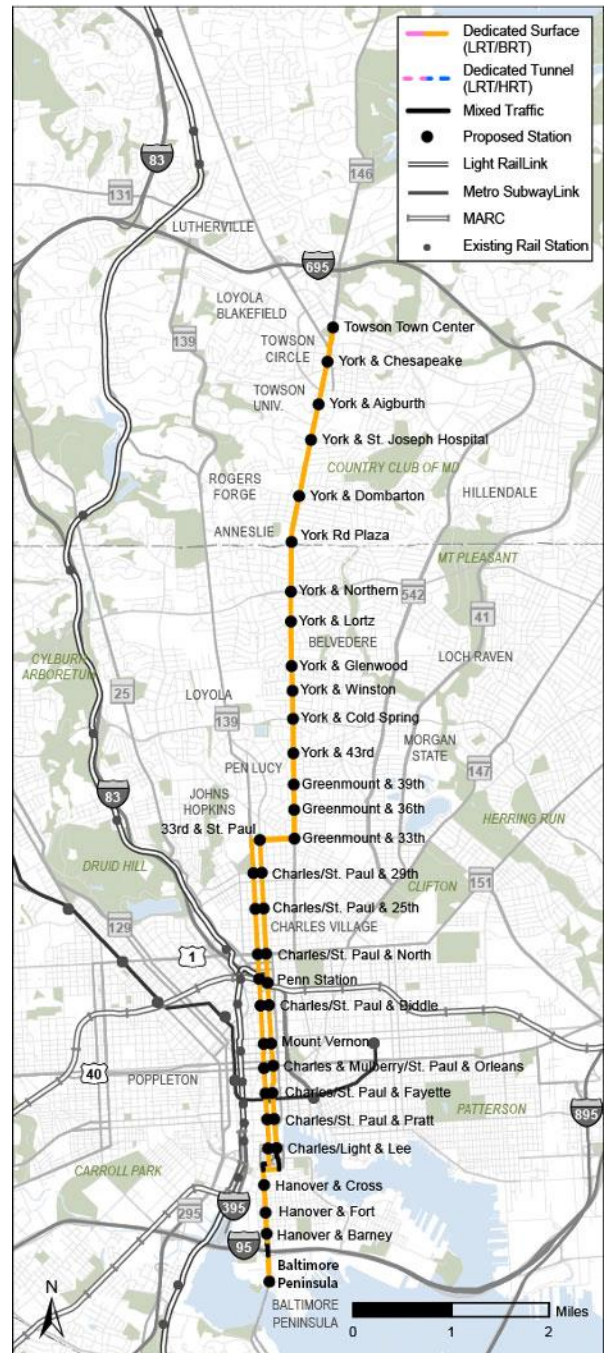 Dedicated Surface
(LRT/BRT)
Dedicated Tunnel
(LRT/HRT)
Mixed Traffic
Proposed Station
Light RailLink
Metro SubwayLink
MARC
Existing Rail Station
83
146
131
LUTHERVILLE
695
LOYOLA
BLAKEFIELD
139
Towson Town Center
TOWSON
CIRCLE
York & Chesapeake
TOWSON
UNIV.
York & Aigburth
York & St. Joseph Hospital
COUNTRY CLUB OF MD
ROGERS
FORGE
HILLENDALE
York & Dombarton
ANNESLIE
York Rd Plaza
MT PLEASANT
York & Northern
542
41
York & Lortz
BELVEDERE
LOCH RAVEN
CYLBURN
ARBORETUM
York & Glenwood
25
LOYOLA
York & Winston
139
York & Cold Spring
MORGAN
STATE
York & 43rd
PEN LUCY
147
83
JOHNS
HOPKINS
Greenmount & 39th
Greenmount & 36th
HERRING RUN
33rd & St. Paul
Greenmount & 33th
DRUID HILL
Charles/St. Paul & 29th
CLIFTON
151
Charles/St. Paul & 25th
129
CHARLES VILLAGE
1
Charles/St. Paul & North
Penn Station
Charles/St. Paul & Biddle
Mount Vernon
40
Charles & Mulberry/St. Paul & Orleans
POPPLETON
Charles/St. Paul & Fayette
PATTERSON
895
Charles/St. Paul & Pratt
Charles/Light & Lee
CARROLL PARK
Hanover & Cross
395
295
Hanover & Fort
Hanover & Barney
95
Baltimore
Peninsula
N
BALTIMORE
PENINSULA
Miles
0 1 2